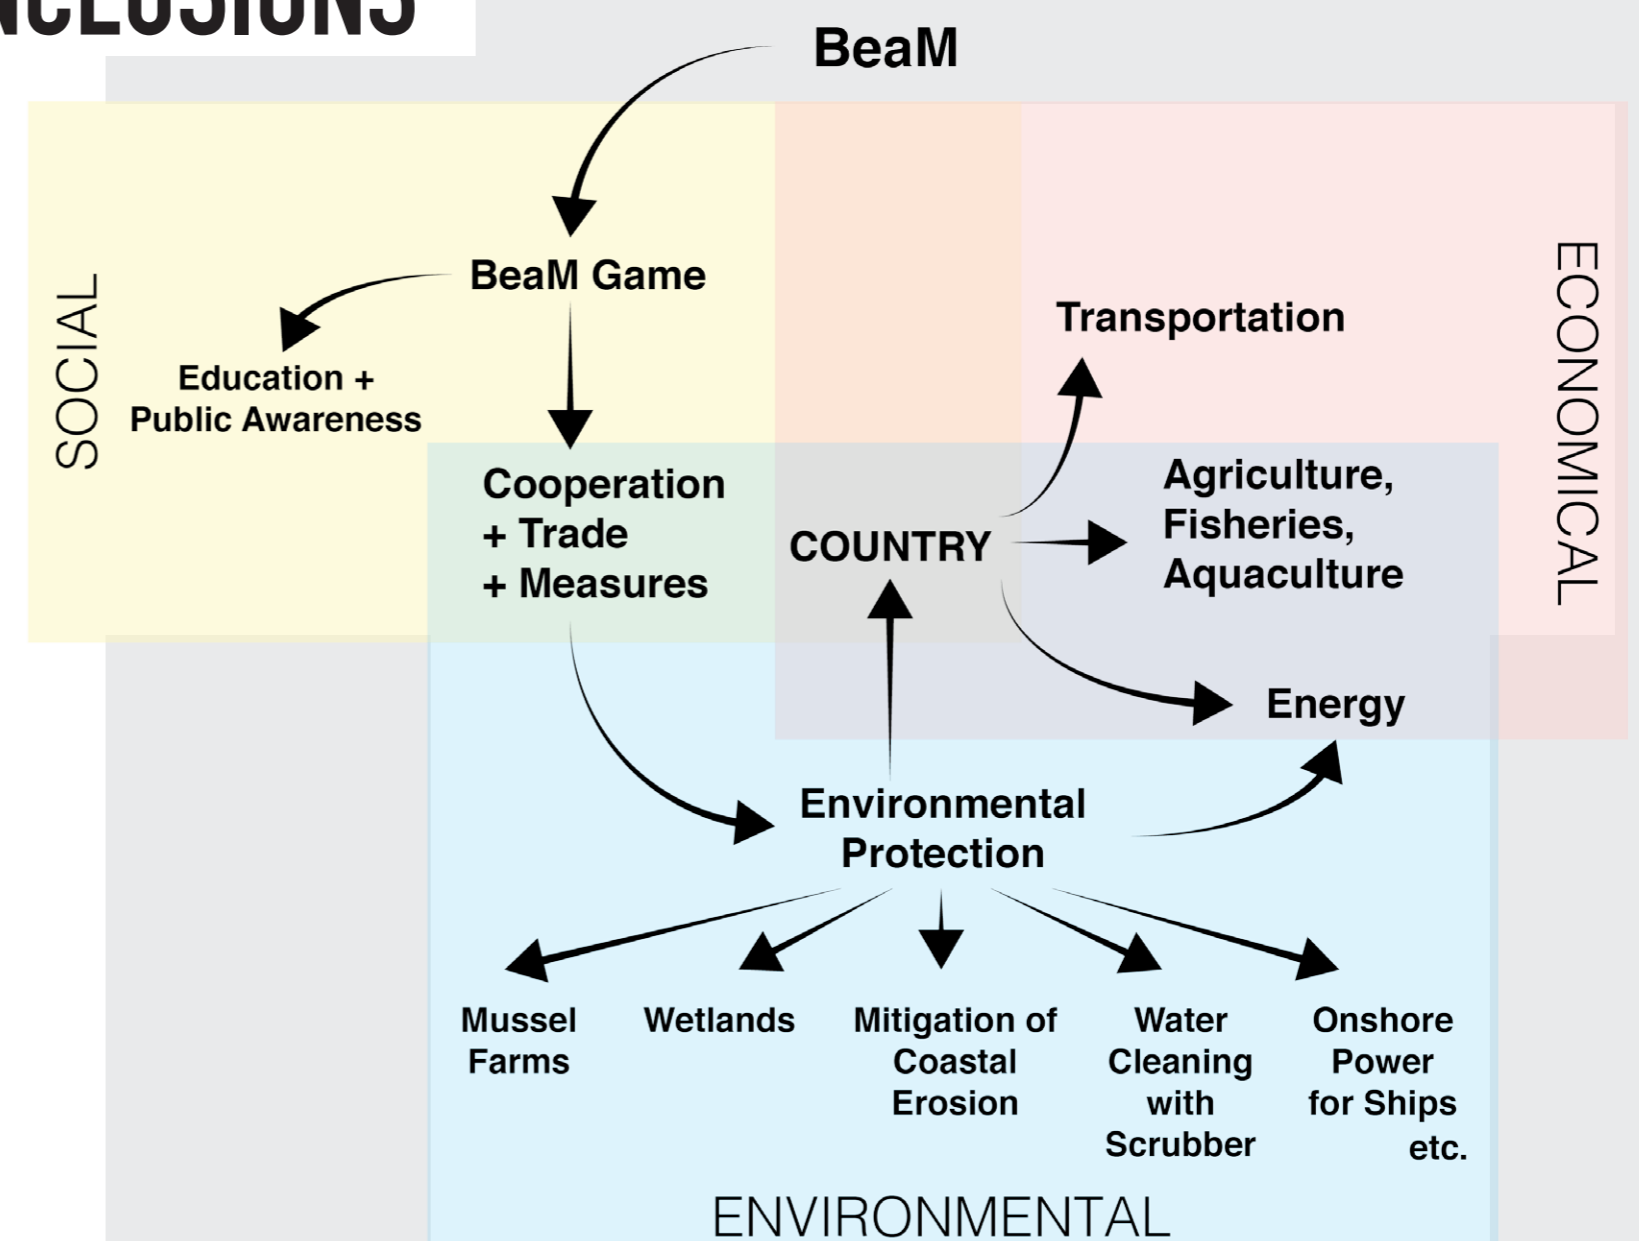 NCLUSIONS
BeaM
BeaM Game
SOCIAL
Education +
Public Awareness
Transportation
ECONOMICAL
Cooperation
+ Trade
+ Measures
COUNTRY
Agriculture,
Fisheries,
Aquaculture
Energy
Environmental
Protection
Mussel
Farms
Wetlands
Mitigation of
Coastal
Erosion
Water
Cleaning
with
Scrubber
Onshore
Power
for Ships
etc.
ENVIRONMENTAL